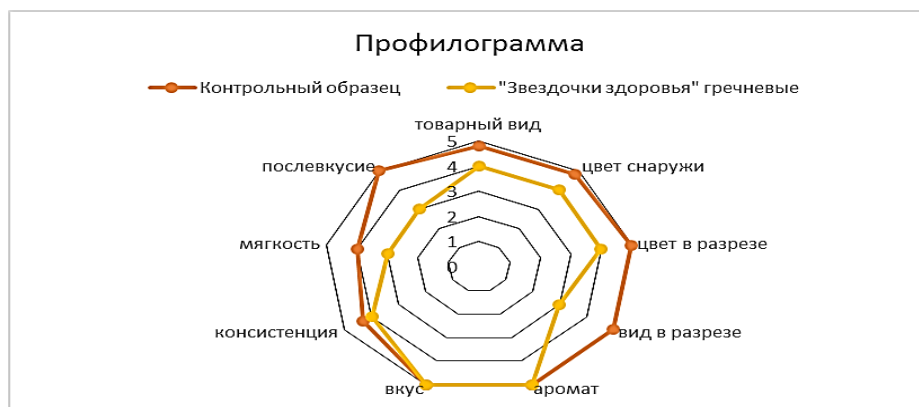 Профилограмма
Контрольный образец
"Звездочки здоровья" гречневые
товарный вид
послевкусие
цвет снаружи
мягкость
цвет в разрезе
консистенция
вид в разрезе
вкус
аромат
5
4
3
2
1
0